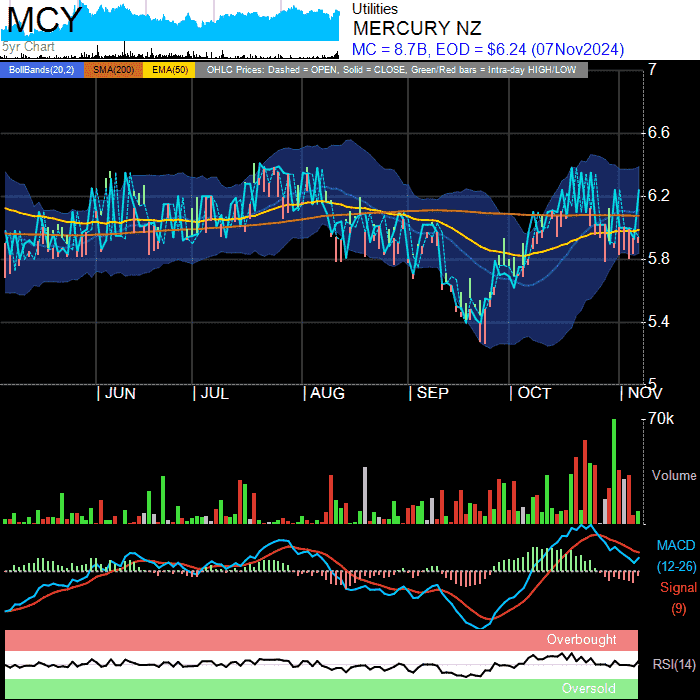 MCY
5yr Chart
Utilities
MERCURY NZ
MC = 8.7B, EOD = $6.24 (07Nov2024)
BollBands(20,2) SMA(200) EMA(50) OHLC Prices: Dashed = OPEN, Solid = CLOSE, Green/Red bars = Intra-day HIGH/LOW
7
6.6
6.2
5.8
5.4
5
JUN JUL AUG SEP OCT NOV
70k
Volume
MACD
(12-26)
Signal
(9)
Overbought
RSI(14)
Oversold